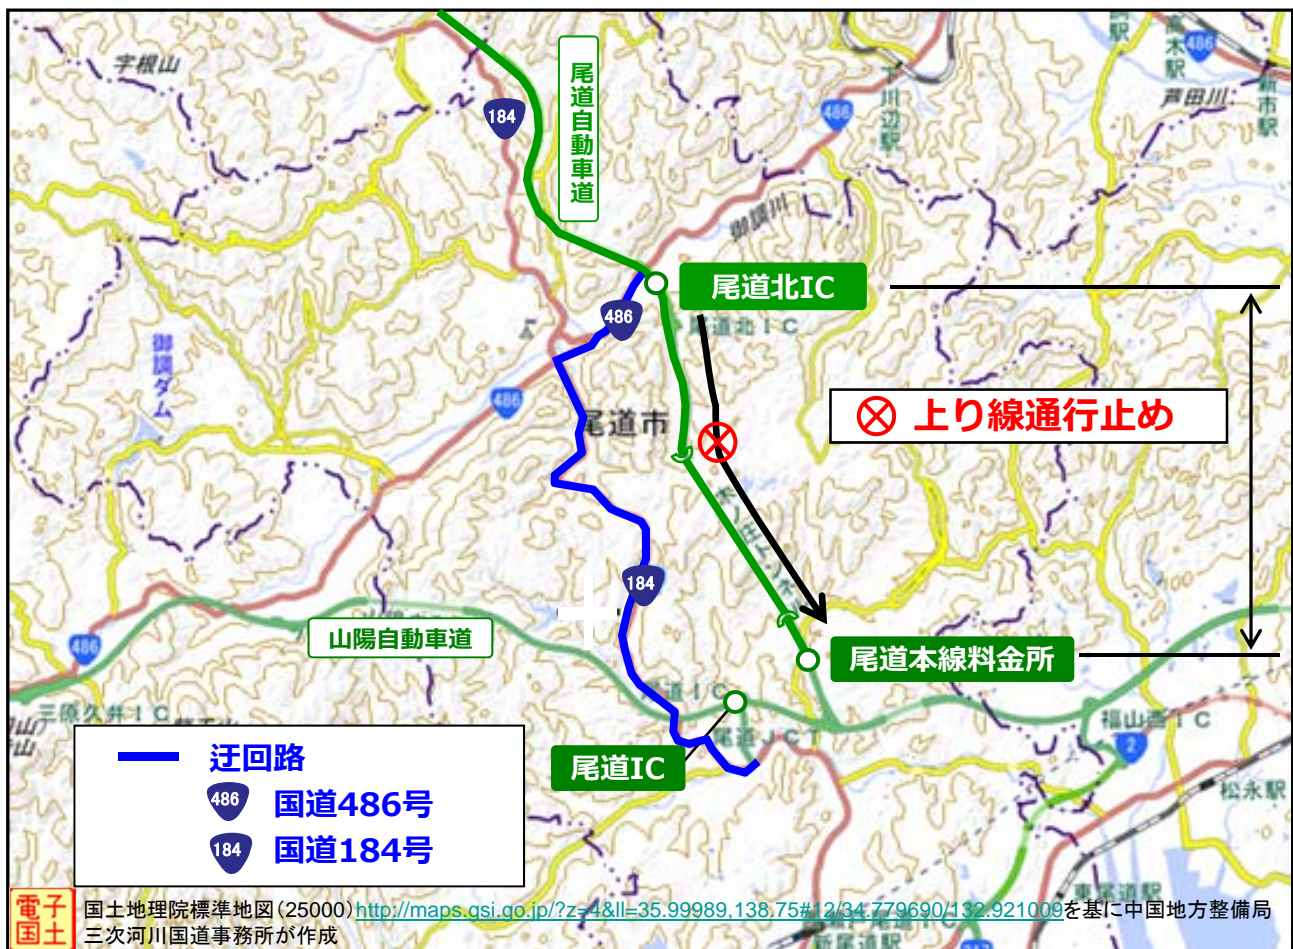 宇根山
184
尾道自動車道
486
下川辺駅
高木駅
486
芦田川
新市駅
御調川
尾道北IC
尾道北IC
486
御調ダム
486
尾道市
上り線通行止め
184
486
山陽自動車道
尾道本線料金所
三原久井IC
尾道IC
尾道JCT
福山西IC
2
尾道IC
松永駅
迂回路
486 国道486号
184 国道184号
東尾道駅
新尾道駅
317
電子
国土
国土地理院標準地図(25000)http://maps.gsi.go.jp/?z=4&ll=35.99989,138.75#12/34.779690/132.921009を基に中国地方整備局
三次河川国道事務所が作成